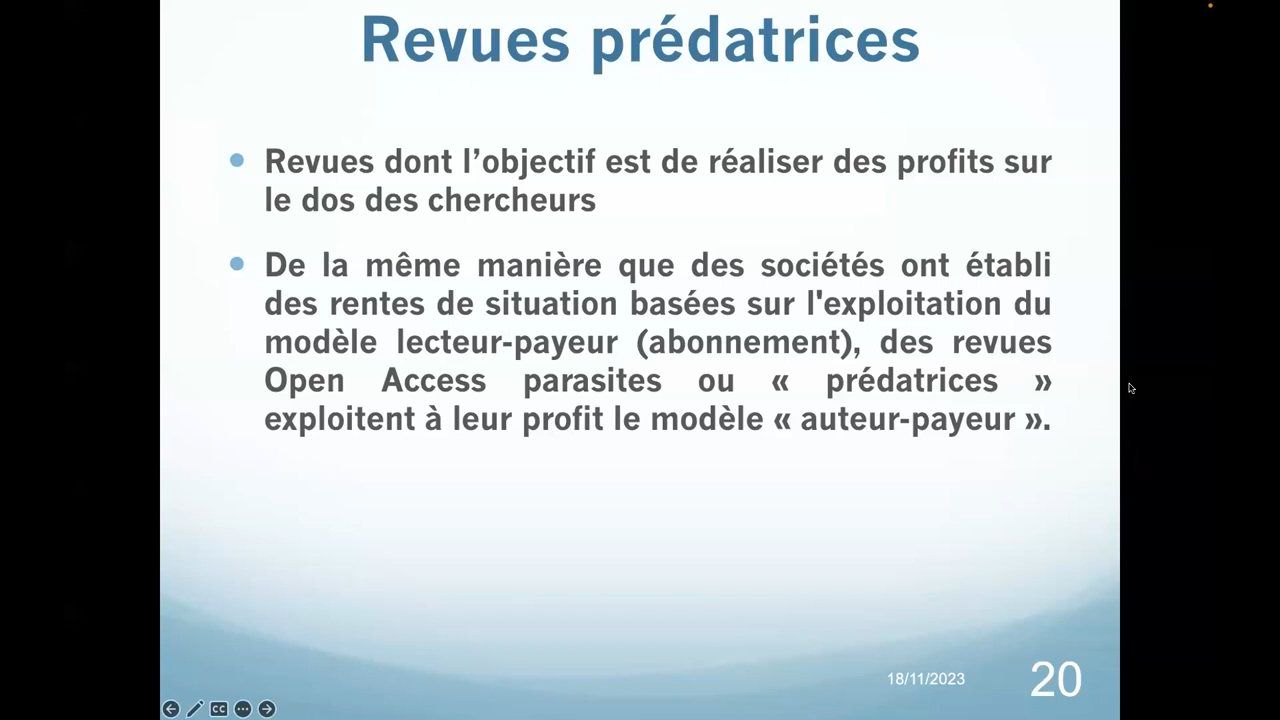 Revues prédatrices
Revues dont l’objectif est de réaliser des profits sur
le dos des chercheurs
De la même manière que des sociétés ont établi
des rentes de situation basées sur l'exploitation du
modèle lecteur-payeur (abonnement), des revues
Open Access parasites ou « prédatrices »
exploitent à leur profit le modèle « auteur-payeur ».
18/11/2023
20
CC